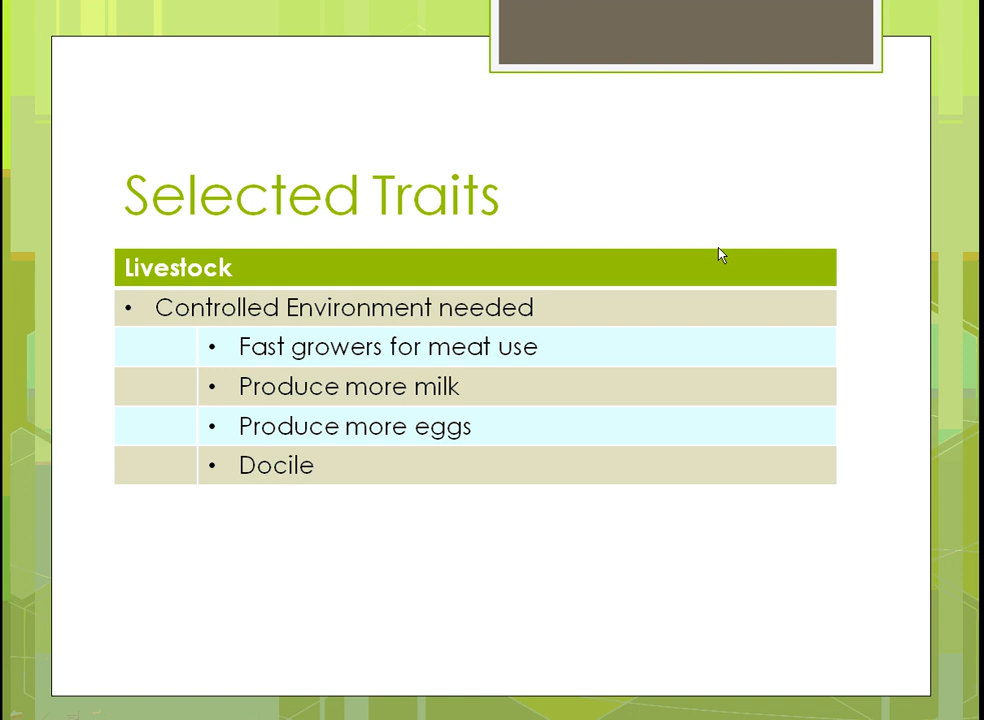 Selected Traits
Livestock
• Controlled Environment needed
• Fast growers for meat use
• Produce more milk
• Produce more eggs
• Docile